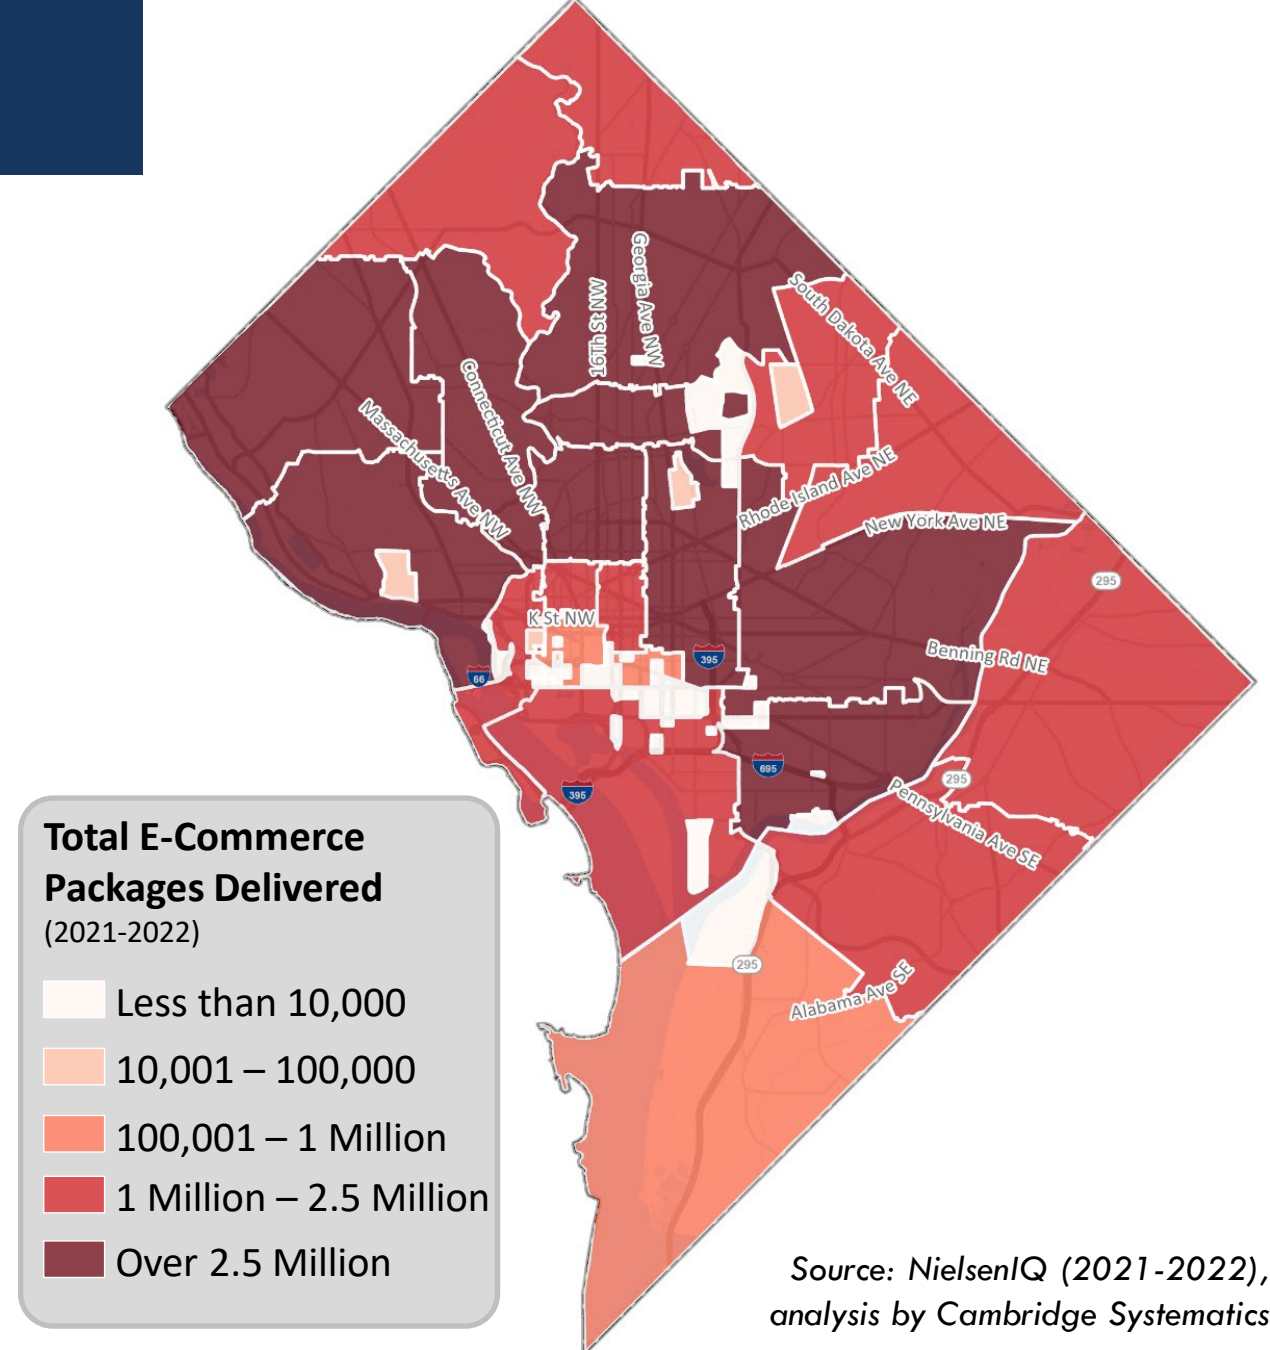 16Th St NW
Georgia Ave NW
South Dakota Ave NE
Connecticut Ave NW
Massachusetts Ave NW
Rhode Island Ave NE
New York Ave NE
295
K St NW
Benning Rd NE
395
66
695
295
395
Pennsylvania Ave SE
295
Alabama Ave SE
Total E-Commerce
Packages Delivered
(2021-2022)
Less than 10,000
10,001 – 100,000
100,001 – 1 Million
1 Million – 2.5 Million
Over 2.5 Million
Source: NielsenIQ (2021-2022),
analysis by Cambridge Systematics